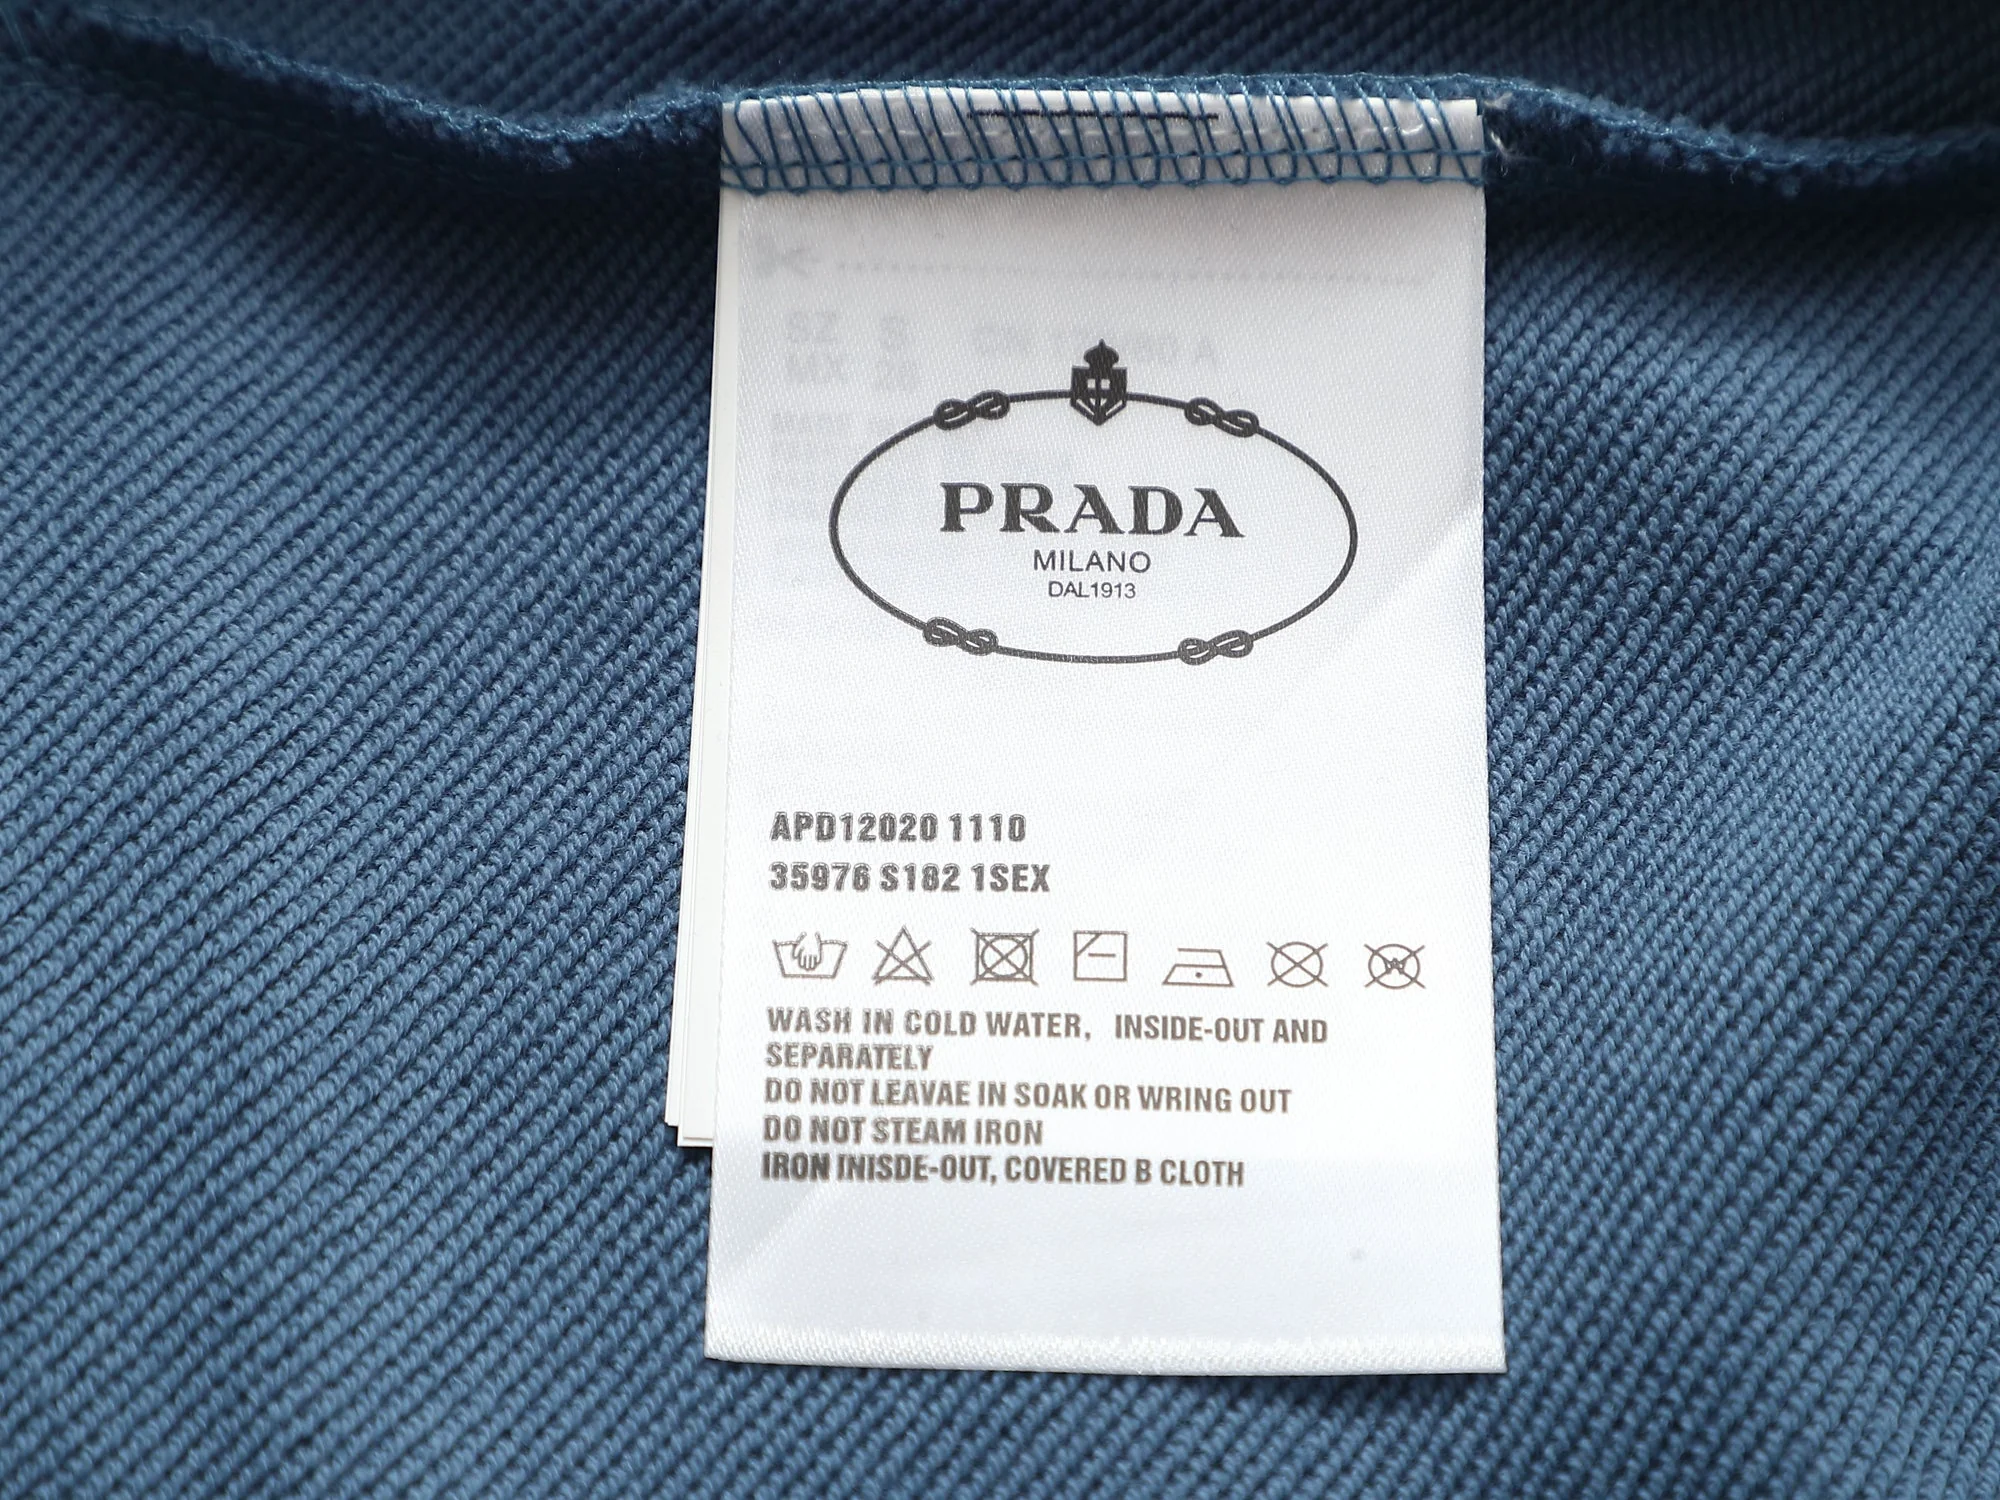 PRADA
MILANO
DAL1913
APD12020 1110
35976 S182 1SEX
WASH IN COLD WATER, INSIDE-OUT AND
SEPARATELY
DO NOT LEAVAE IN SOAK OR WRING OUT
DO NOT STEAM IRON
IRON INISDE-OUT, COVERED B CLOTH